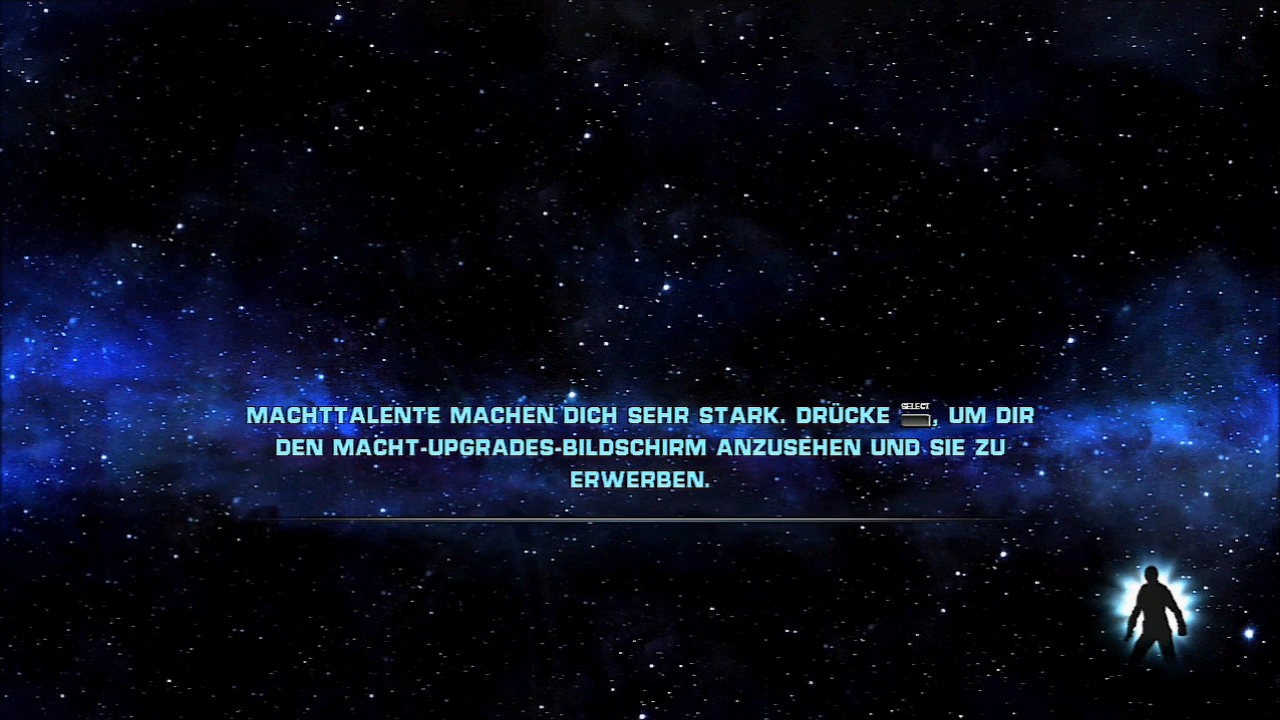 MACHTTALENTE MACHEN DICH SEHR STARK. DRÜCKE SELECT, UM DIR
DEN MACHT-UPGRADES-BILDSCHIRM ANZUSEHEN UND SIE ZU
ERWERBEN.